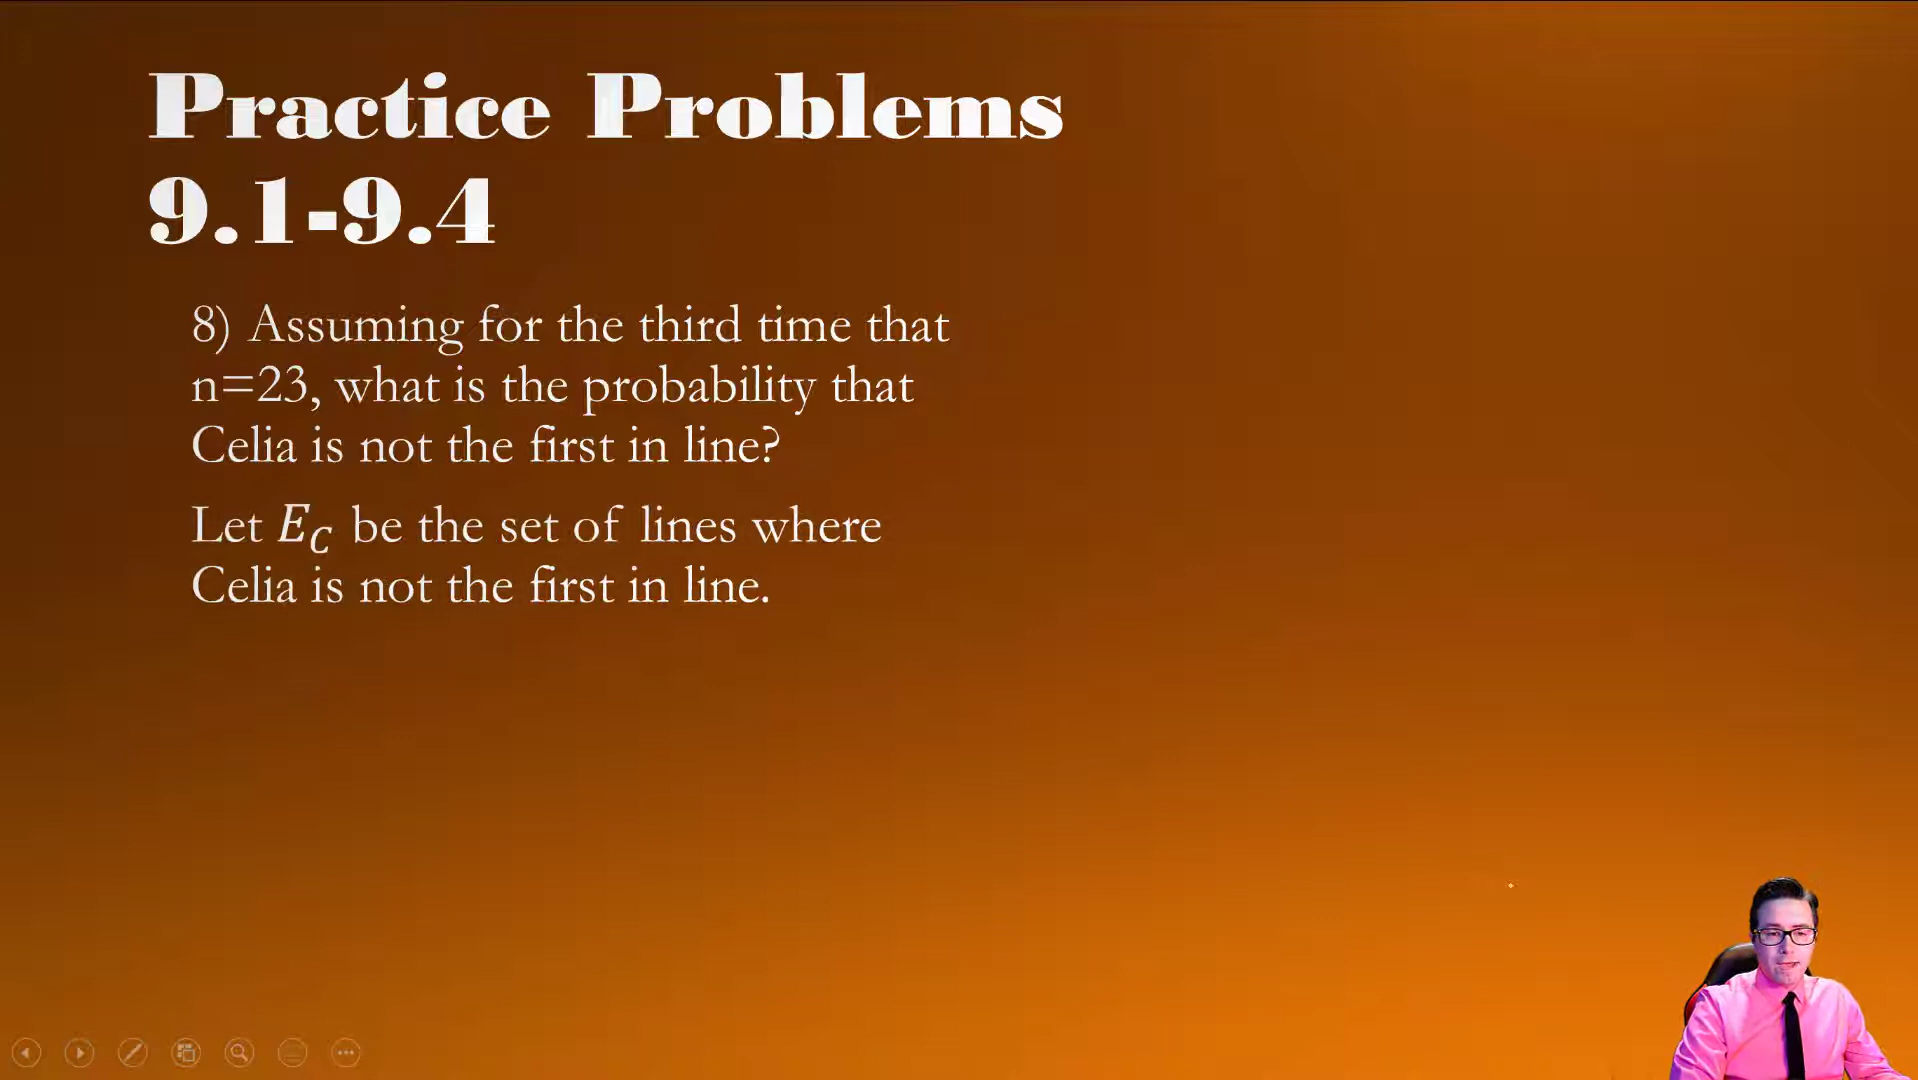 Practice Problems
9.1-9.4
8) Assuming for the third time that
n=23, what is the probability that
Celia is not the first in line?
Let E_C be the set of lines where
Celia is not the first in line.